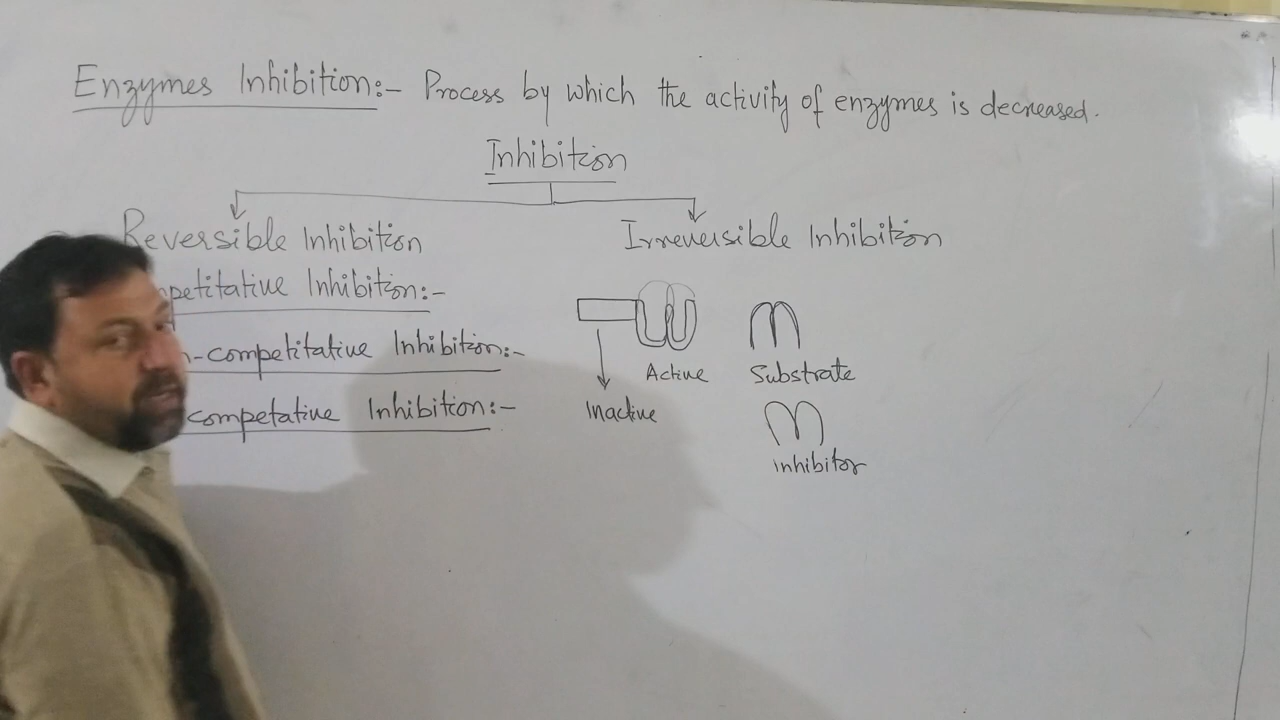 Enzymes Inhibition:- Process by which the activity of enzymes is decreased.
Inhibition
Reversible Inhibition
Irreversible Inhibition
petitative Inhibition:-
-competitative Inhibition:-
competative Inhibition:-
Active
Substrate
Inactive
Inhibitor